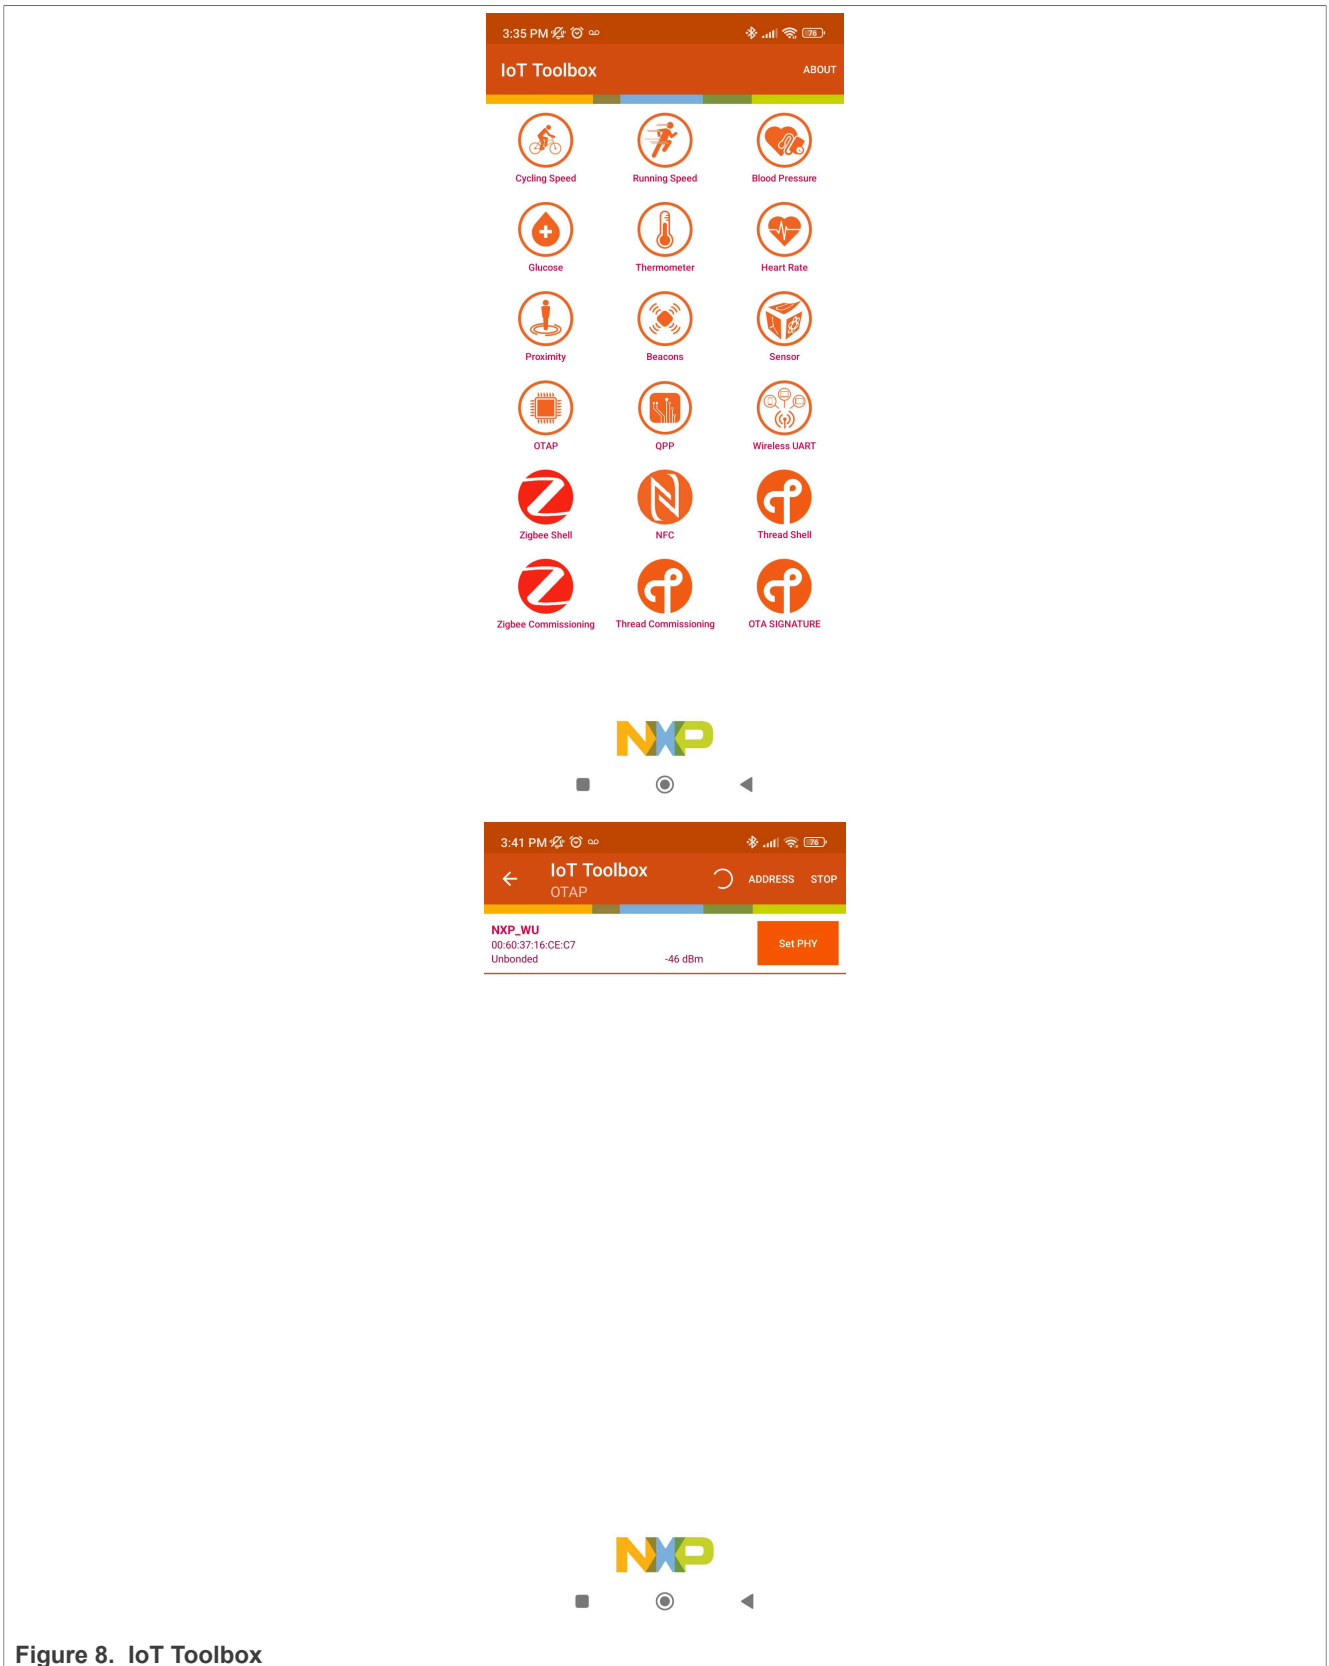 3:35 PM 76
IoT Toolbox ABOUT
Cycling Speed Running Speed Blood Pressure
Glucose Thermometer Heart Rate
Proximity Beacons Sensor
OTAP QPP Wireless UART
Zigbee Shell NFC Thread Shell
Zigbee Commissioning Thread Commissioning OTA SIGNATURE
NXP
3:41 PM 76
IoT Toolbox ADDRESS STOP
OTAP
NXP_WU
00:60:37:16:CE:C7 Set PHY
Unbonded -46 dBm
NXP
Figure 8. IoT Toolbox